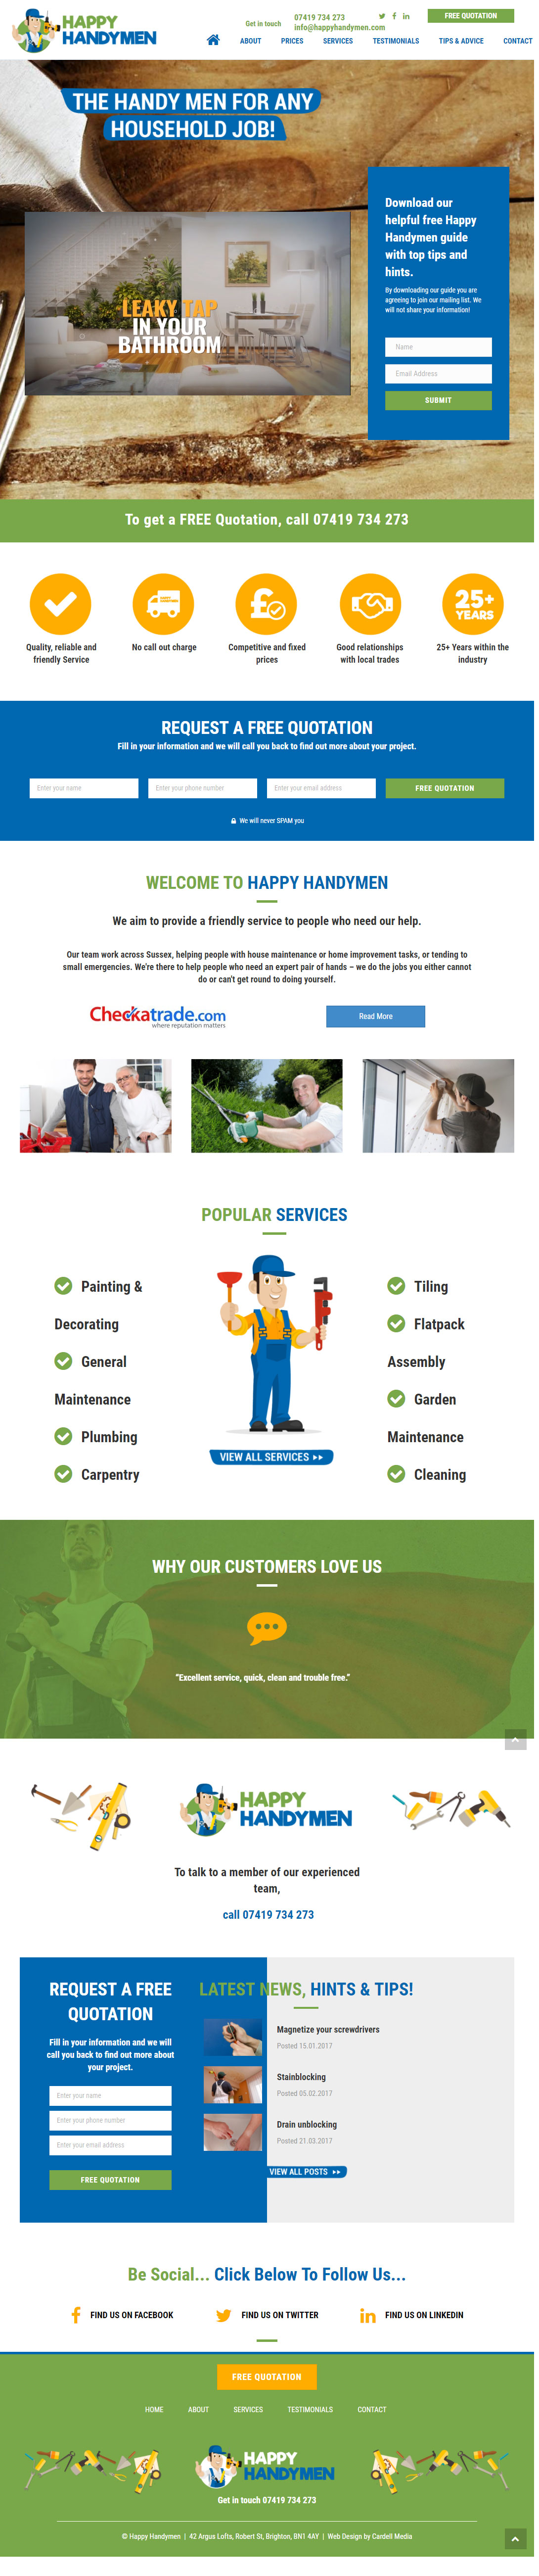 HAPPY
HANDYMEN
Get in touch
07419 734 273
info@happyhandymen.com
FREE QUOTATION
ABOUT
PRICES
SERVICES
TESTIMONIALS
TIPS & ADVICE
CONTACT
THE HANDY MEN FOR ANY
HOUSEHOLD JOB!
LEAKY TAP
IN YOUR
BATHROOM
Download our
helpful free Happy
Handymen guide
with top tips and
hints.
By downloading our guide you are
agreeing to join our mailing list. We
will not share your information!
Name
Email Address
SUBMIT
To get a FREE Quotation, call 07419 734 273
25+
YEARS
Quality, reliable and
friendly Service
No call out charge
Competitive and fixed
prices
Good relationships
with local trades
25+ Years within the
industry
REQUEST A FREE QUOTATION
Fill in your information and we will call you back to find out more about your project.
Enter your name
Enter your phone number
Enter your email address
FREE QUOTATION
We will never SPAM you
WELCOME TO HAPPY HANDYMEN
We aim to provide a friendly service to people who need our help.
Our team work across Sussex, helping people with house maintenance or home improvement tasks, or tending to
small emergencies. We're there to help people who need an expert pair of hands – we do the jobs you either cannot
do or can't get round to doing yourself.
Checkatrade.com
where reputation matters
Read More
POPULAR SERVICES
Painting &
Decorating
General
Maintenance
Plumbing
Carpentry
VIEW ALL SERVICES
Tiling
Flatpack
Assembly
Garden
Maintenance
Cleaning
WHY OUR CUSTOMERS LOVE US
“Excellent service, quick, clean and trouble free.”
HAPPY
HANDYMEN
To talk to a member of our experienced
team,
call 07419 734 273
REQUEST A FREE
QUOTATION
Fill in your information and we will
call you back to find out more about
your project.
Enter your name
Enter your phone number
Enter your email address
FREE QUOTATION
LATEST NEWS, HINTS & TIPS!
Magnetize your screwdrivers
Posted 15.01.2017
Stainblocking
Posted 05.02.2017
Drain unblocking
Posted 21.03.2017
VIEW ALL POSTS
Be Social... Click Below To Follow Us...
FIND US ON FACEBOOK
FIND US ON TWITTER
FIND US ON LINKEDIN
FREE QUOTATION
HOME
ABOUT
SERVICES
TESTIMONIALS
CONTACT
HAPPY
HANDYMEN
Get in touch 07419 734 273
© Happy Handymen | 42 Argus Lofts, Robert St, Brighton, BN1 4AY | Web Design by Cardell Media